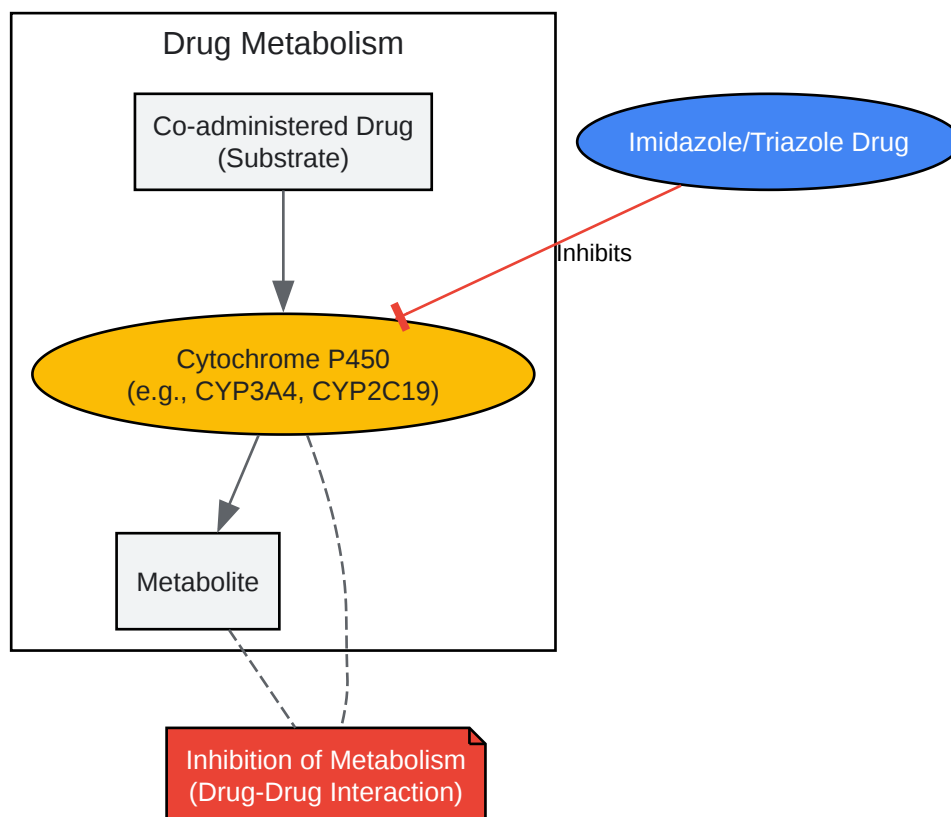 Drug Metabolism
Co-administered Drug
(Substrate)
Imidazole/Triazole Drug
Inhibits
Cytochrome P450
(e.g., CYP3A4, CYP2C19)
Metabolite
Inhibition of Metabolism
(Drug-Drug Interaction)